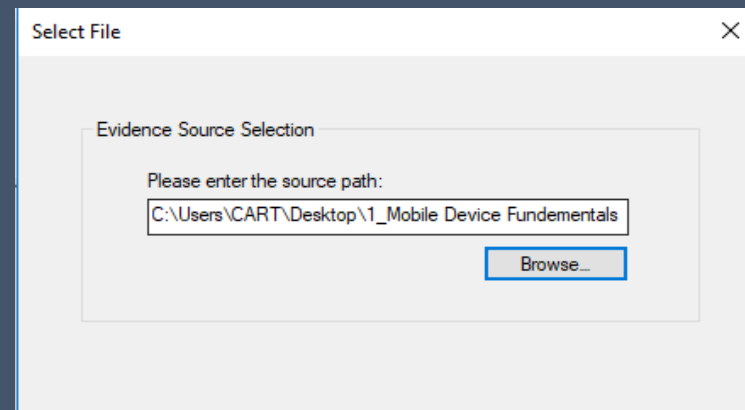 Select File
Evidence Source Selection
Please enter the source path:
C:\Users\CART\Desktop\1_Mobile Device Fundementals
Browse...